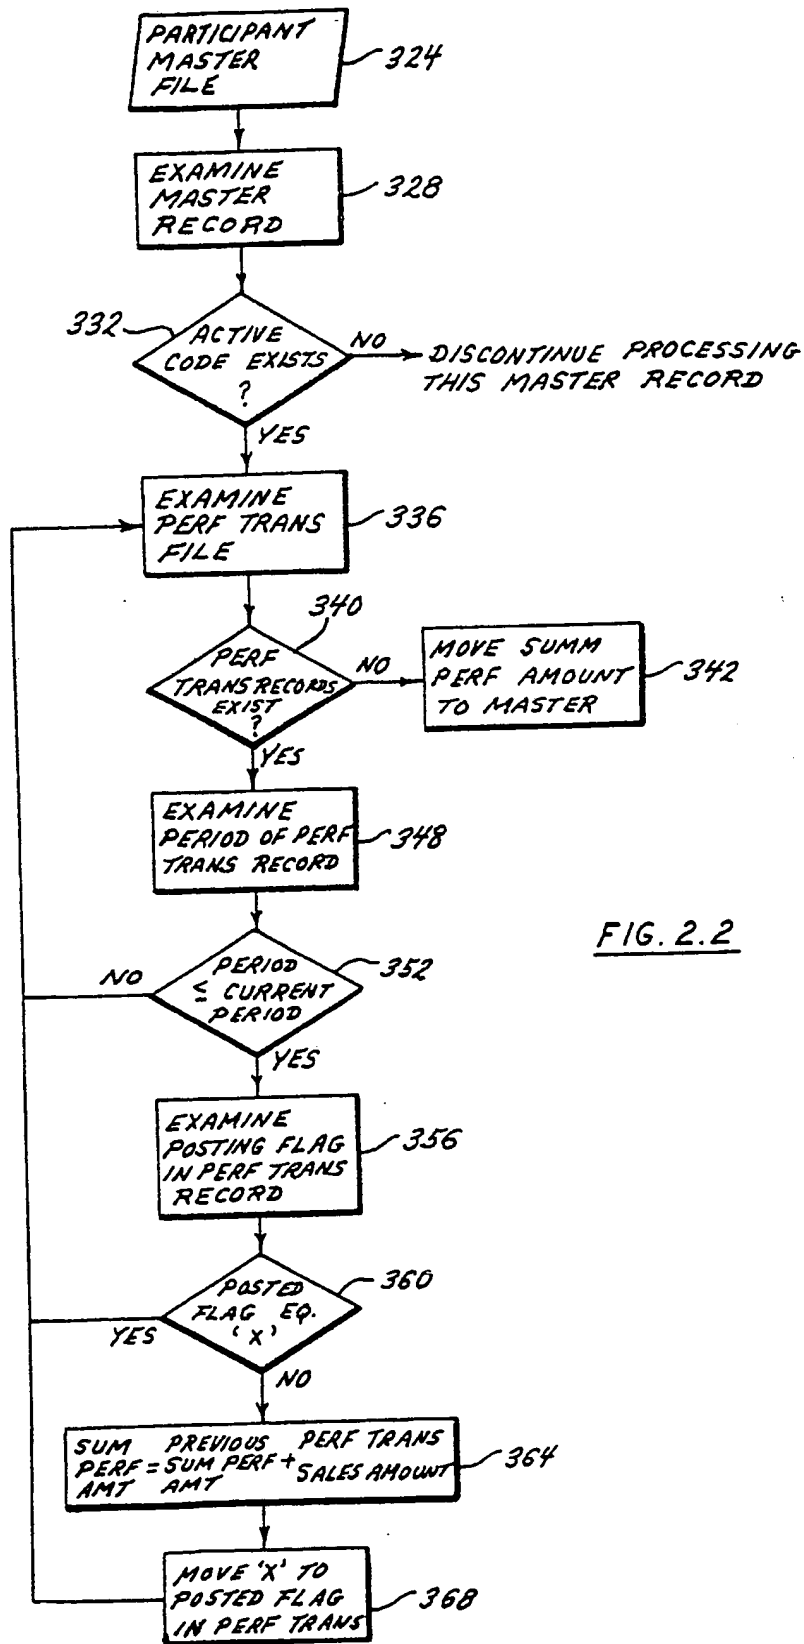 PARTICIPANT
MASTER
FILE
324
EXAMINE
MASTER
RECORD
328
332
ACTIVE
CODE EXISTS
?
NO
DISCONTINUE PROCESSING
THIS MASTER RECORD
YES
EXAMINE
PERF TRANS
FILE
336
340
PERF
TRANS RECORDS
EXIST
?
NO
MOVE SUMM
PERF AMOUNT
TO MASTER
342
YES
EXAMINE
PERIOD OF PERF
TRANS RECORD
348
FIG. 2.2
PERIOD
≤ CURRENT
PERIOD
352
NO
YES
EXAMINE
POSTING FLAG
IN PERF TRANS
RECORD
356
POSTED
FLAG EQ.
'X'
360
YES
NO
SUM PREVIOUS PERF TRANS
PERF = SUM PERF + SALES AMOUNT
AMT AMT
364
MOVE 'X' TO
POSTED FLAG
IN PERF TRANS
368